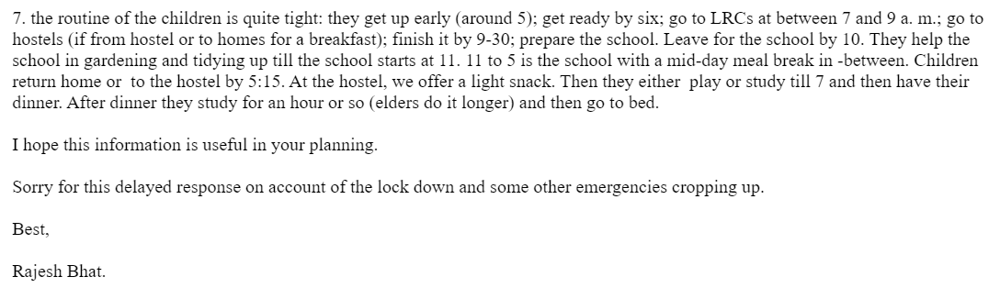 7. the routine of the children is quite tight: they get up early (around 5); get ready by six; go to LRCs at between 7 and 9 a. m.; go to
hostels (if from hostel or to homes for a breakfast); finish it by 9-30; prepare the school. Leave for the school by 10. They help the
school in gardening and tidying up till the school starts at 11. 11 to 5 is the school with a mid-day meal break in -between. Children
return home or  to the hostel by 5:15. At the hostel, we offer a light snack. Then they either  play or study till 7 and then have their
dinner. After dinner they study for an hour or so (elders do it longer) and then go to bed.
I hope this information is useful in your planning.
Sorry for this delayed response on account of the lock down and some other emergencies cropping up.
Best,
Rajesh Bhat.